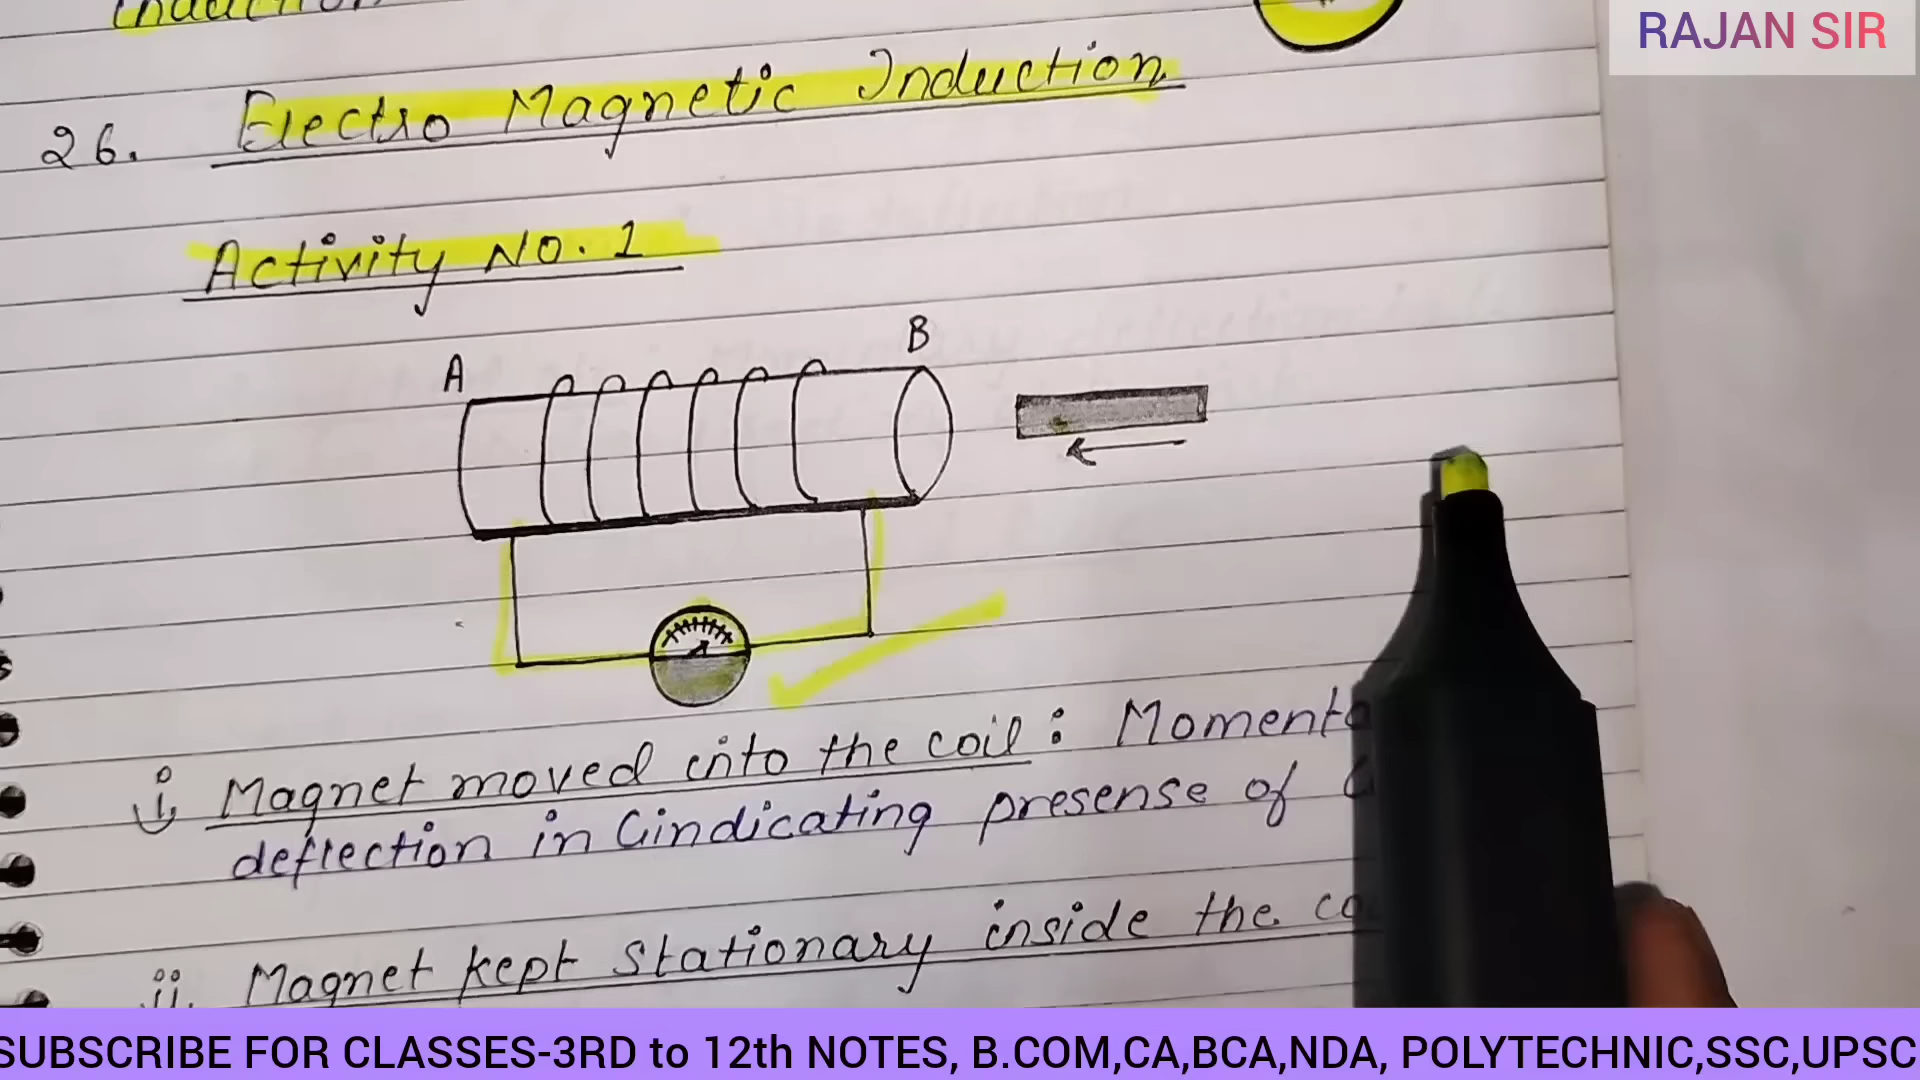 RAJAN SIR
26. Electro Magnetic Induction
Activity No. 1
A
B
i, Magnet moved into the coil :
deflection in G indicating presense of
ii. Magnet kept stationary inside the
SUBSCRIBE FOR CLASSES-3RD to 12th NOTES, B.COM,CA,BCA,NDA, POLYTECHNIC,SSC,UPSC